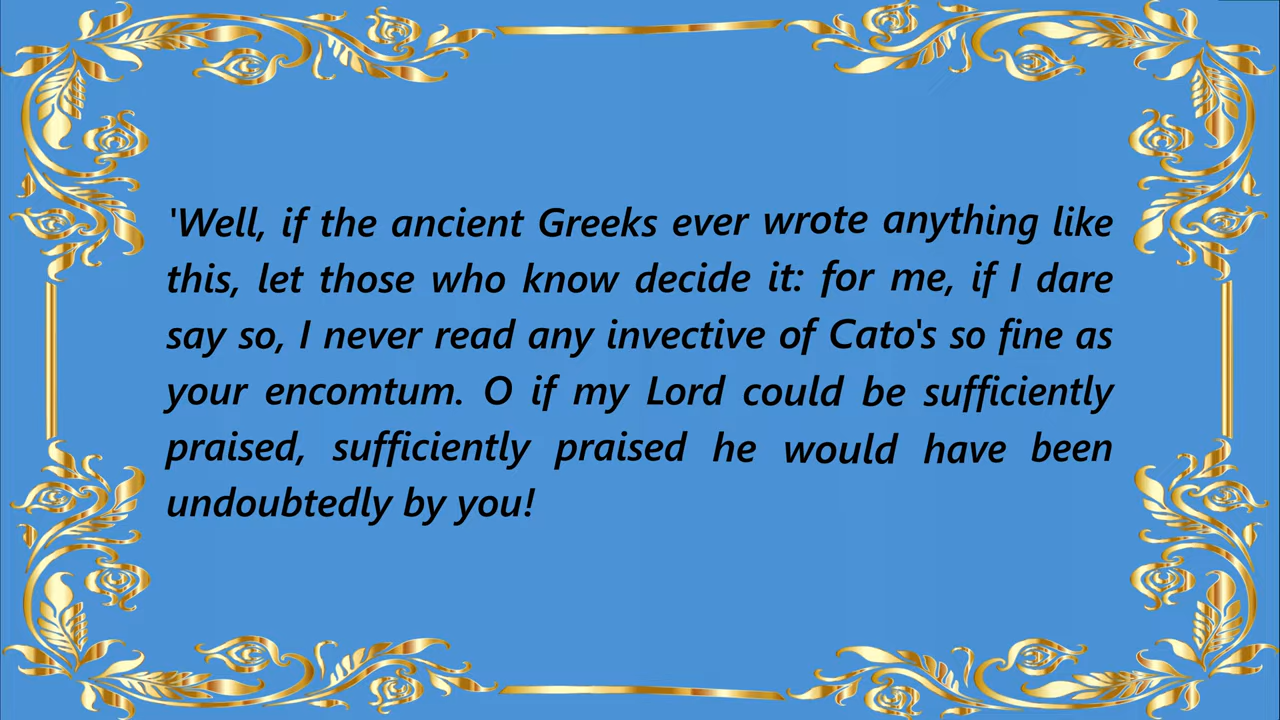 'Well, if the ancient Greeks ever wrote anything like
this, let those who know decide it: for me, if I dare
say so, I never read any invective of Cato's so fine as
your encomtum. O if my Lord could be sufficiently
praised, sufficiently praised he would have been
undoubtedly by you!